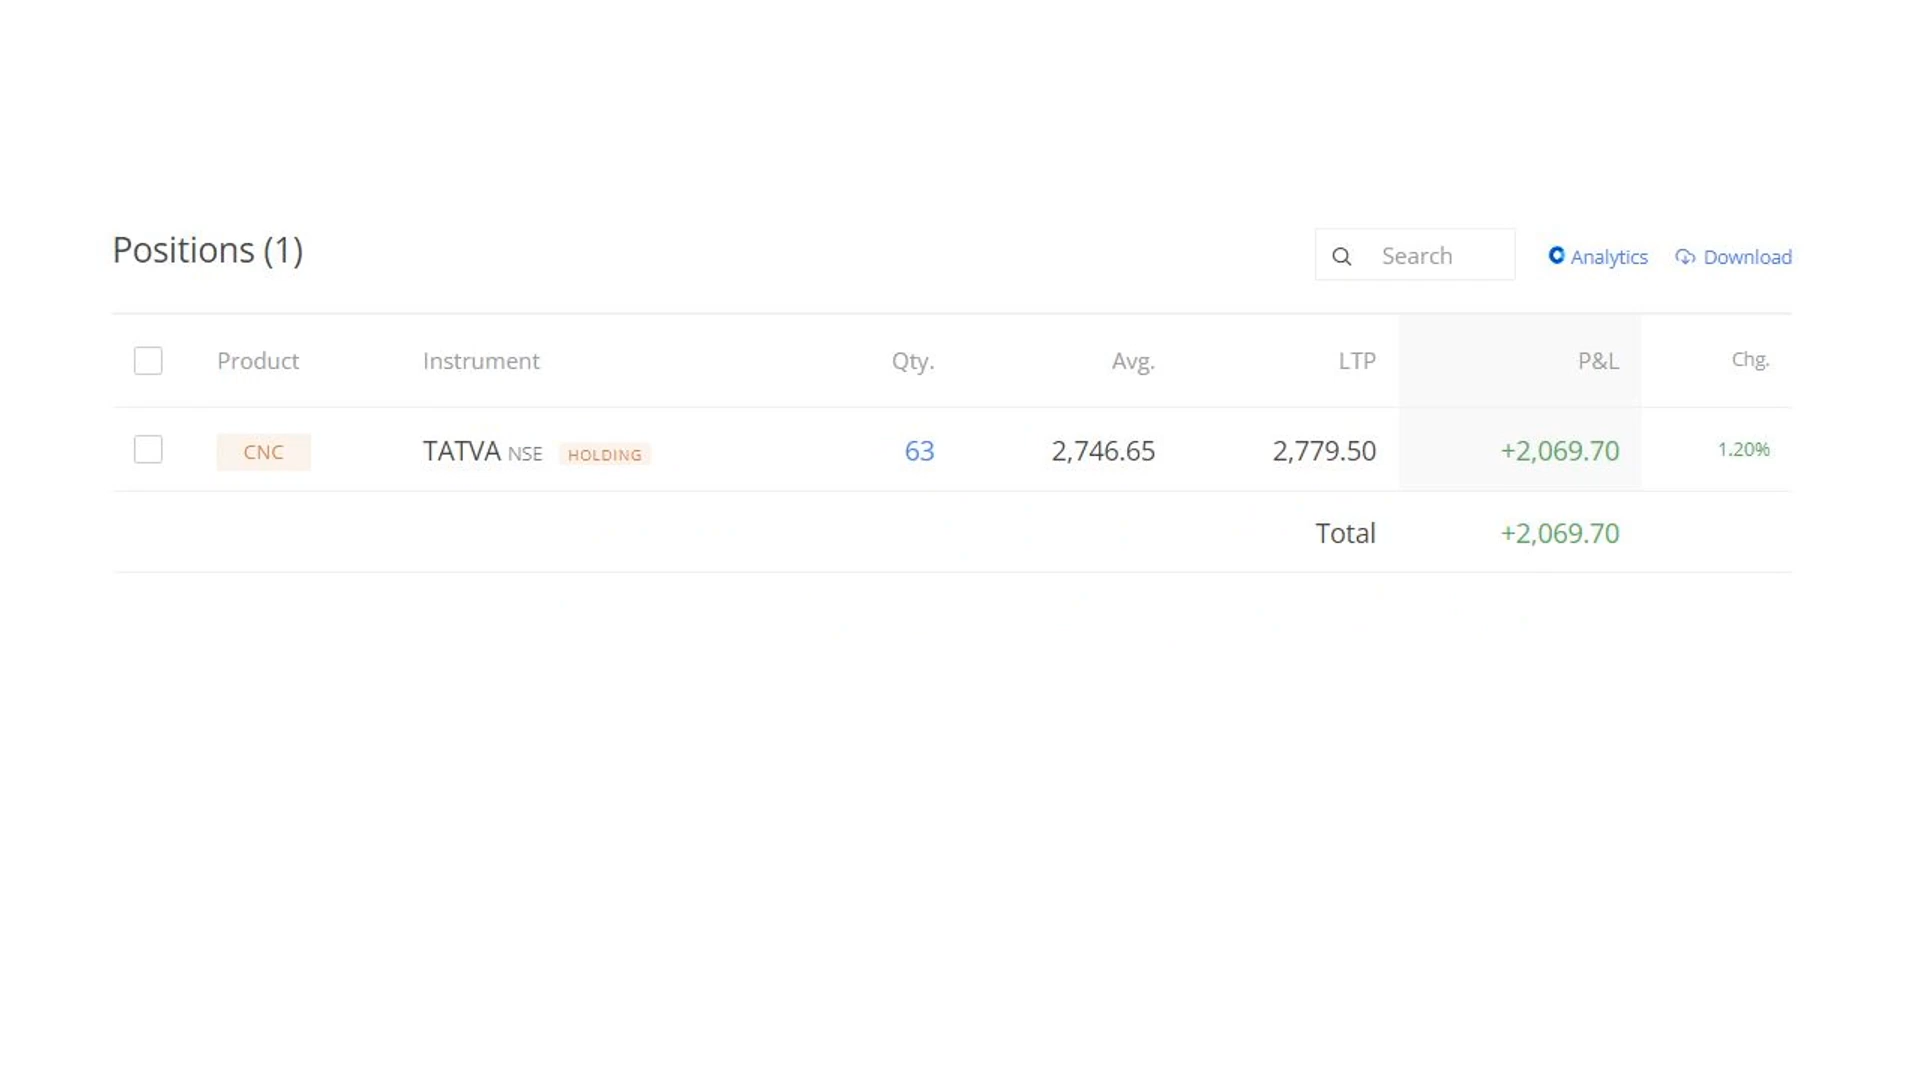 Positions (1)
Search
Analytics
Download
Product Instrument Qty. Avg. LTP P&L Chg.
CNC TATVA NSE HOLDING 63 2,746.65 2,779.50 +2,069.70 1.20%
Total +2,069.70